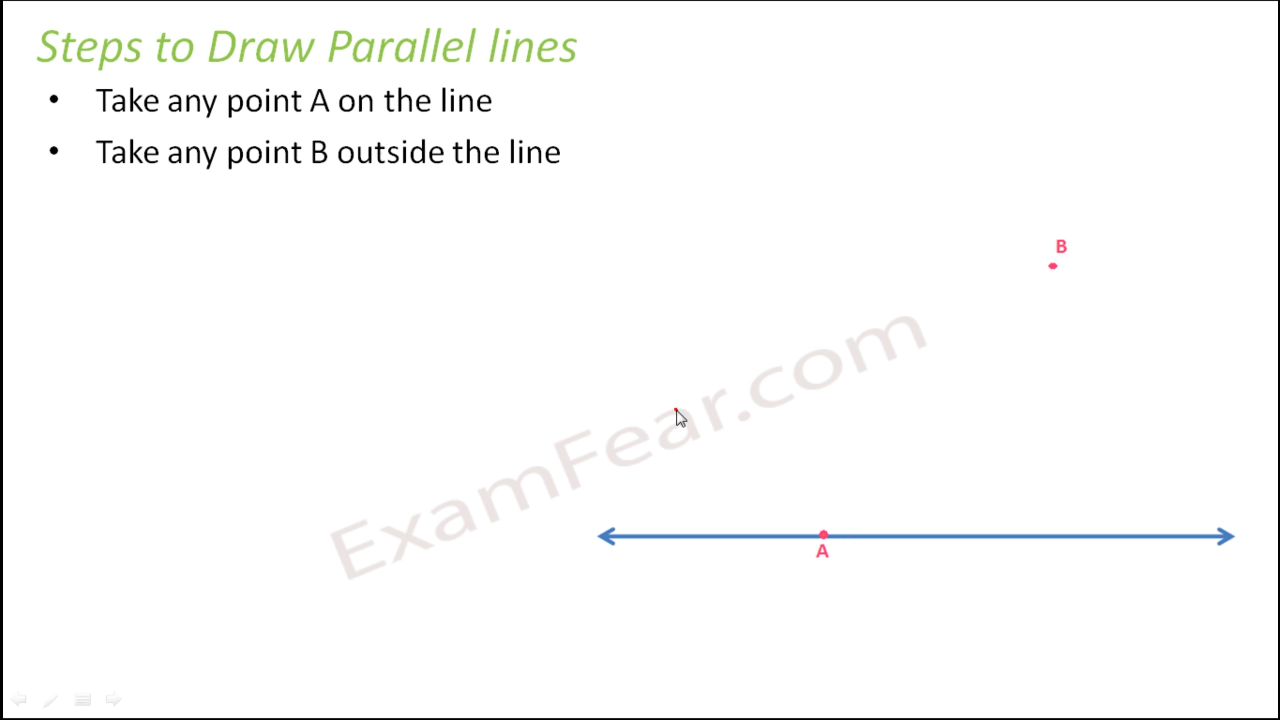 Steps to Draw Parallel lines
• Take any point A on the line
• Take any point B outside the line
B
ExamFear.com
A